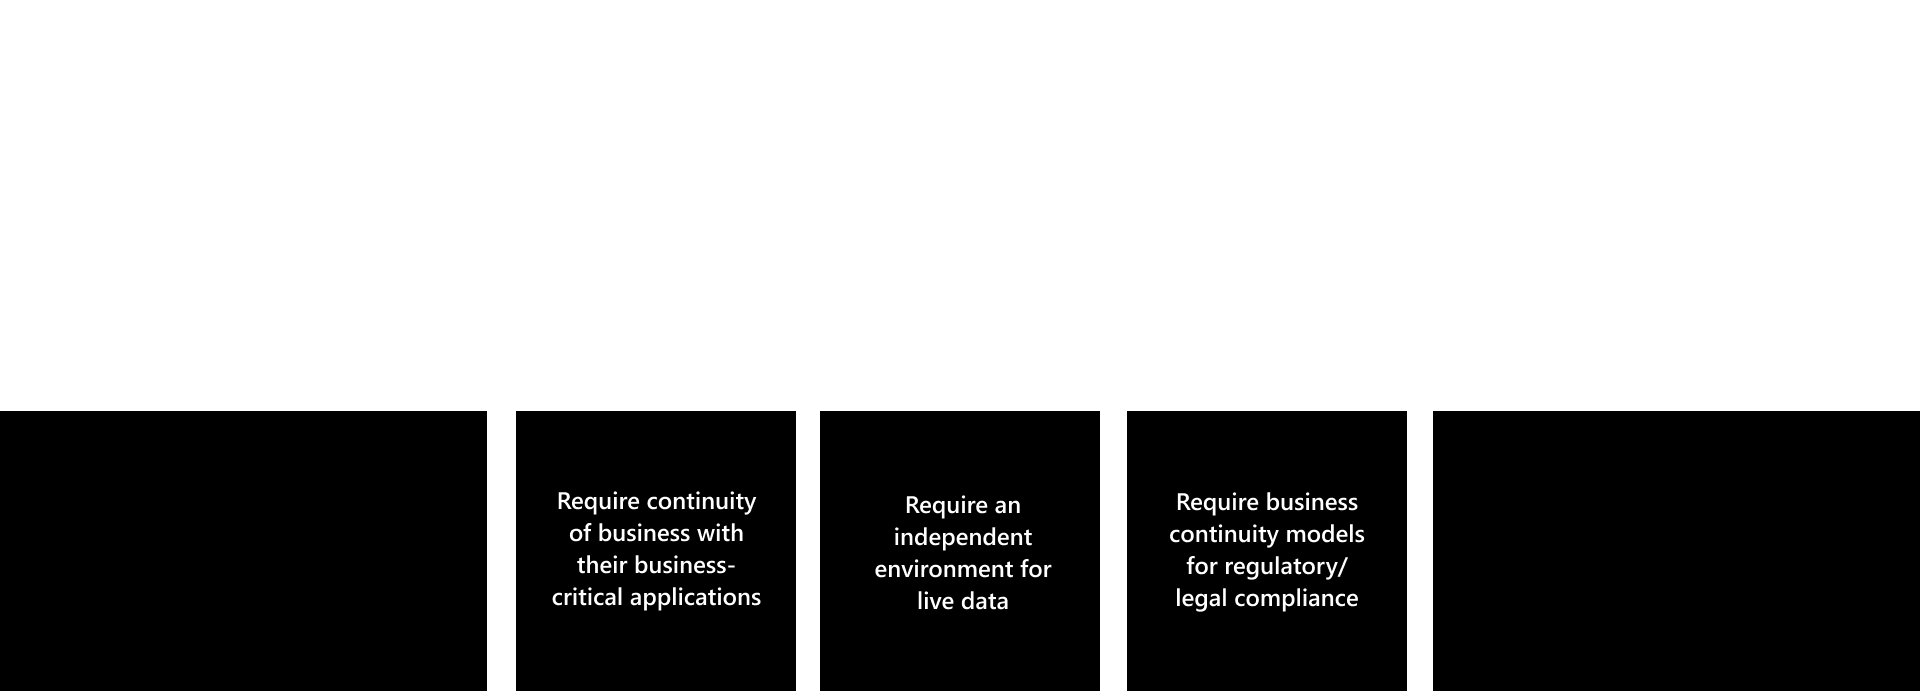 Require continuity
of business with
their business-
critical applications
Require an
independent
environment for
live data
Require business
continuity models
for regulatory/
legal compliance